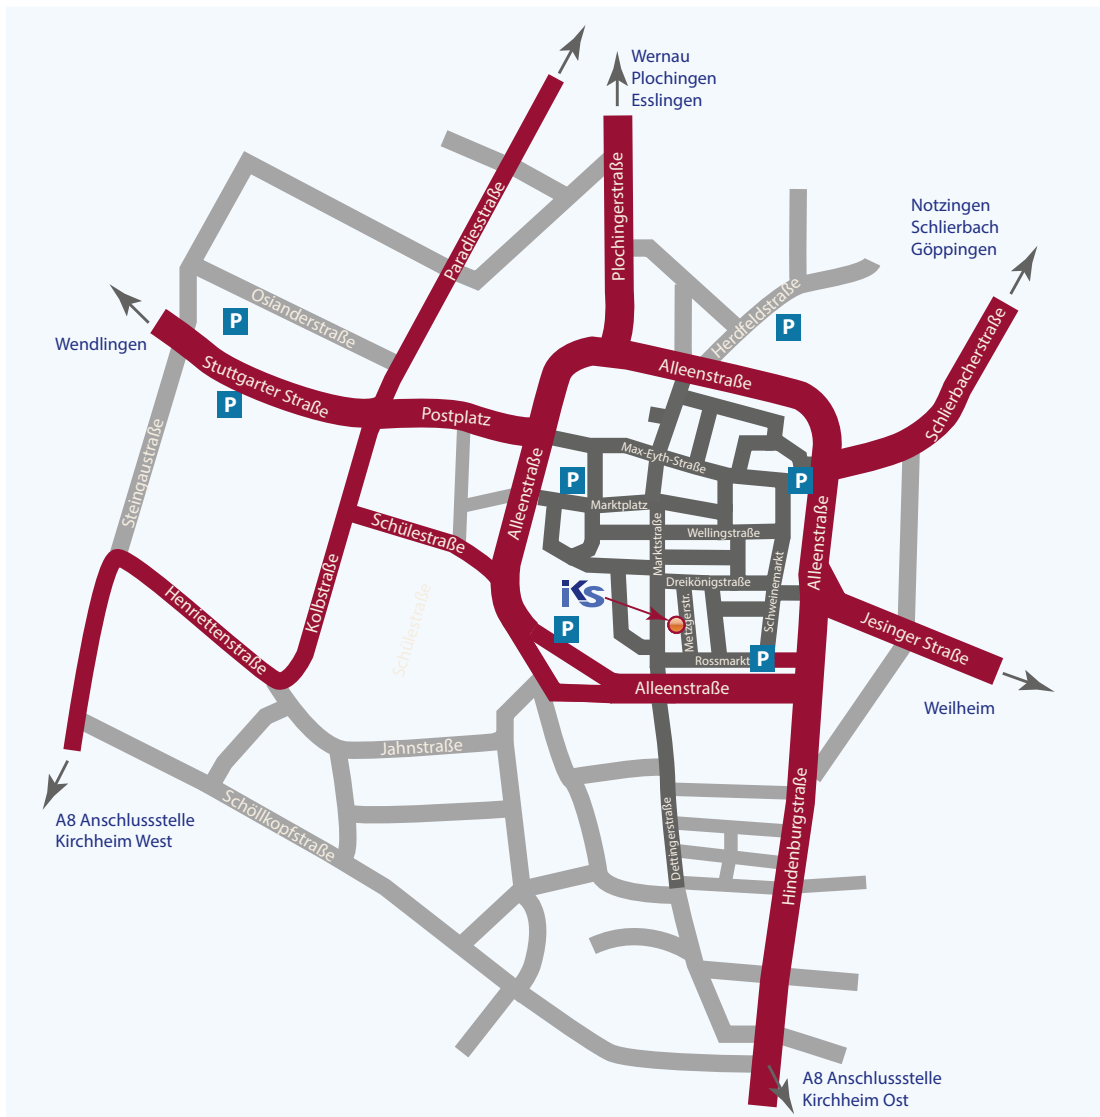 Wernau
Plochingen
Esslingen
Notzingen
Schlierbach
Göppingen
Paradiesstraße
Plochingerstraße
Osianderstraße
P
Herdfeldstraße
P
Wendlingen
Stuttgarter Straße
P
Postplatz
Alleenstraße
Schlierbacherstraße
Steingaustraße
Max-Eyth-Straße
P
P
Alleenstraße
Marktplatz
Schülestraße
Marktstraße
Wellingstraße
Alleenstraße
Kolbstraße
Henriettenstraße
Schülestraße
iKs
Dreikönigstraße
Metzgerstr.
Schweinemarkt
P
Rossmarkt
P
Jesinger Straße
Alleenstraße
Weilheim
Jahnstraße
A8 Anschlussstelle
Kirchheim West
Schöllkopfstraße
Dettingerstraße
Hindenburgstraße
A8 Anschlussstelle
Kirchheim Ost